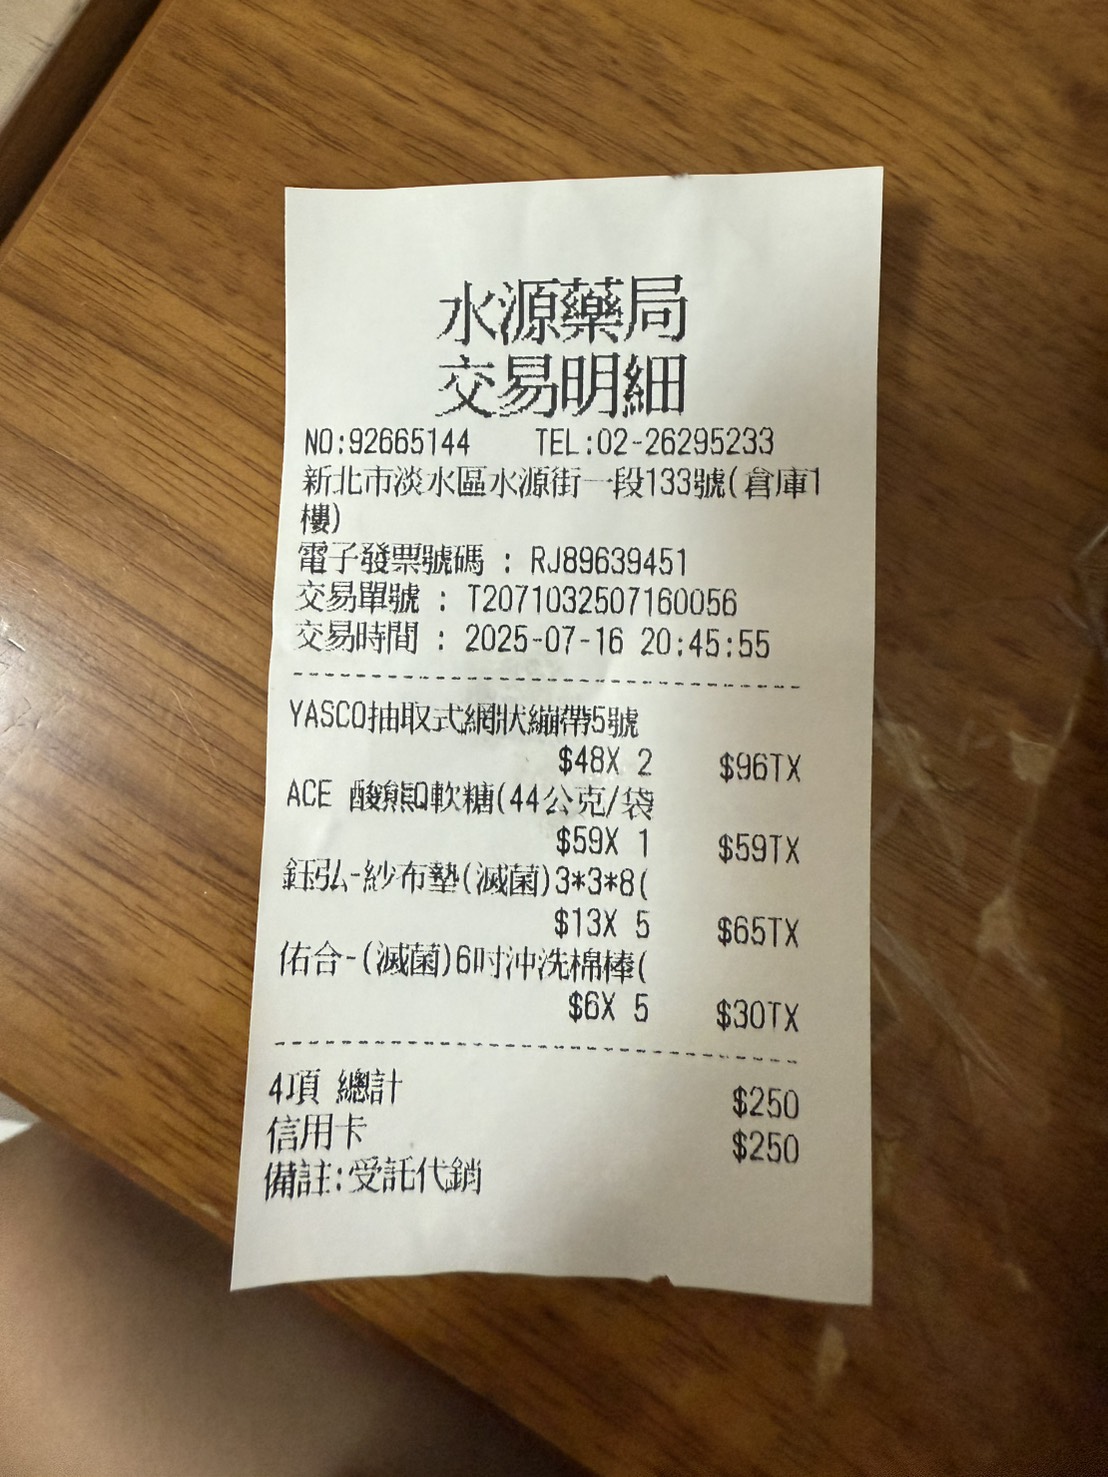 水源藥局
交易明細
NO:92665144 TEL:02-26295233
新北市淡水區水源街一段133號(倉庫1
樓)
電子發票號碼 : RJ89639451
交易單號 : T2071032507160056
交易時間 : 2025-07-16 20:45:55
YASCO抽取式網狀繃帶5號
$48X 2 $96TX
ACE 酸熊Q軟糖(44公克/袋
$59X 1 $59TX
鈺弘-紗布墊(滅菌)3*3*8(
$13X 5 $65TX
佑合-(滅菌)6吋沖洗棉棒(
$6X 5 $30TX
4項 總計 $250
信用卡 $250
備註:受託代銷